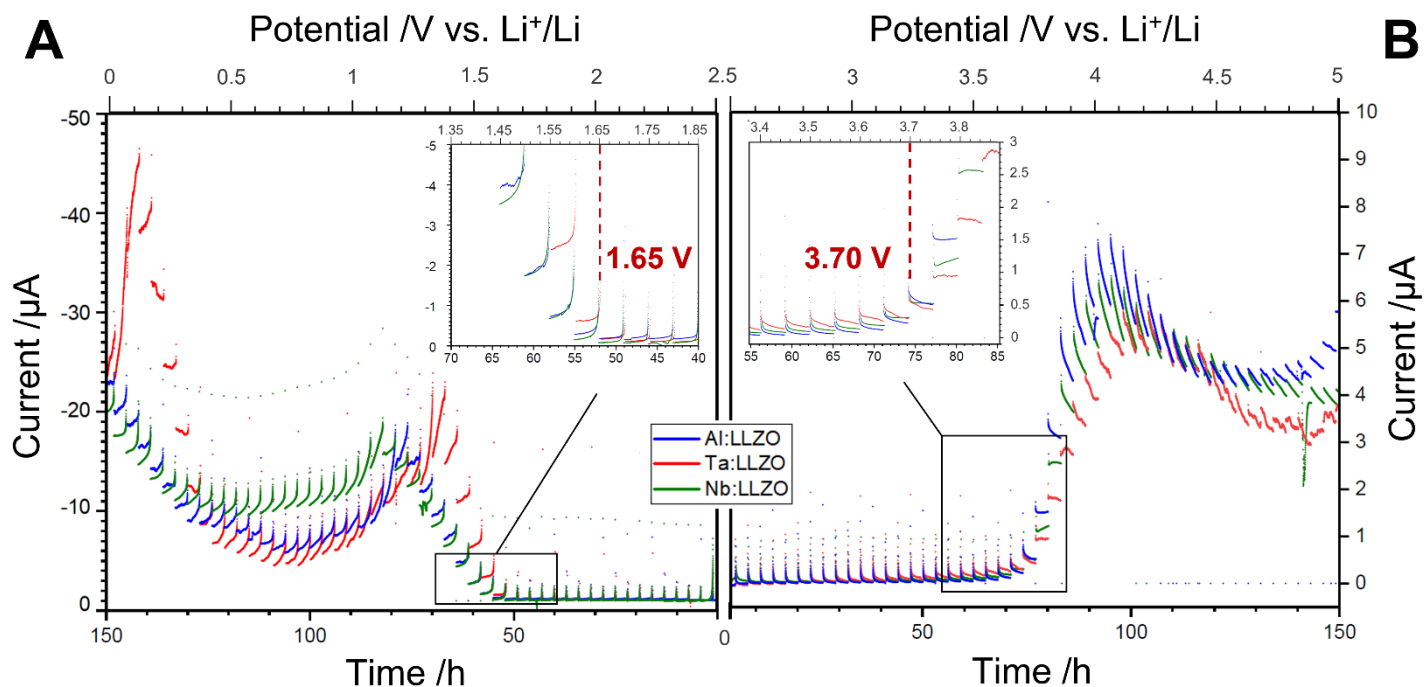 A
Potential /V vs. Li⁺/Li
0 0.5 1 1.5 2 2.5
Current /µA
-50
-40
-30
-20
-10
0
150 100 50
Time /h
1.35 1.45 1.55 1.65 1.75 1.85
-5
-4
-3
-2
-1
0
70 65 60 55 50 45 40
1.65 V
Al:LLZO
Ta:LLZO
Nb:LLZO
B
Potential /V vs. Li⁺/Li
3 3.5 4 4.5 5
3.4 3.5 3.6 3.7 3.8
3
2.5
2
1.5
1
0.5
0
55 60 65 70 75 80 85
3.70 V
10
9
8
7
6
5
4
3
2
1
0
Current /µA
0 50 100 150
Time /h